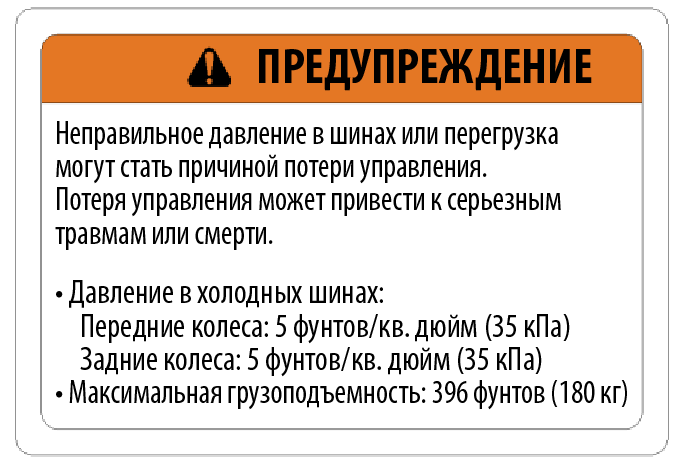 ПРЕДУПРЕЖДЕНИЕ
Неправильное давление в шинах или перегрузка
могут стать причиной потери управления.
Потеря управления может привести к серьезным
травмам или смерти.
• Давление в холодных шинах:
Передние колеса: 5 фунтов/кв. дюйм (35 кПа)
Задние колеса: 5 фунтов/кв. дюйм (35 кПа)
• Максимальная грузоподъемность: 396 фунтов (180 кг)